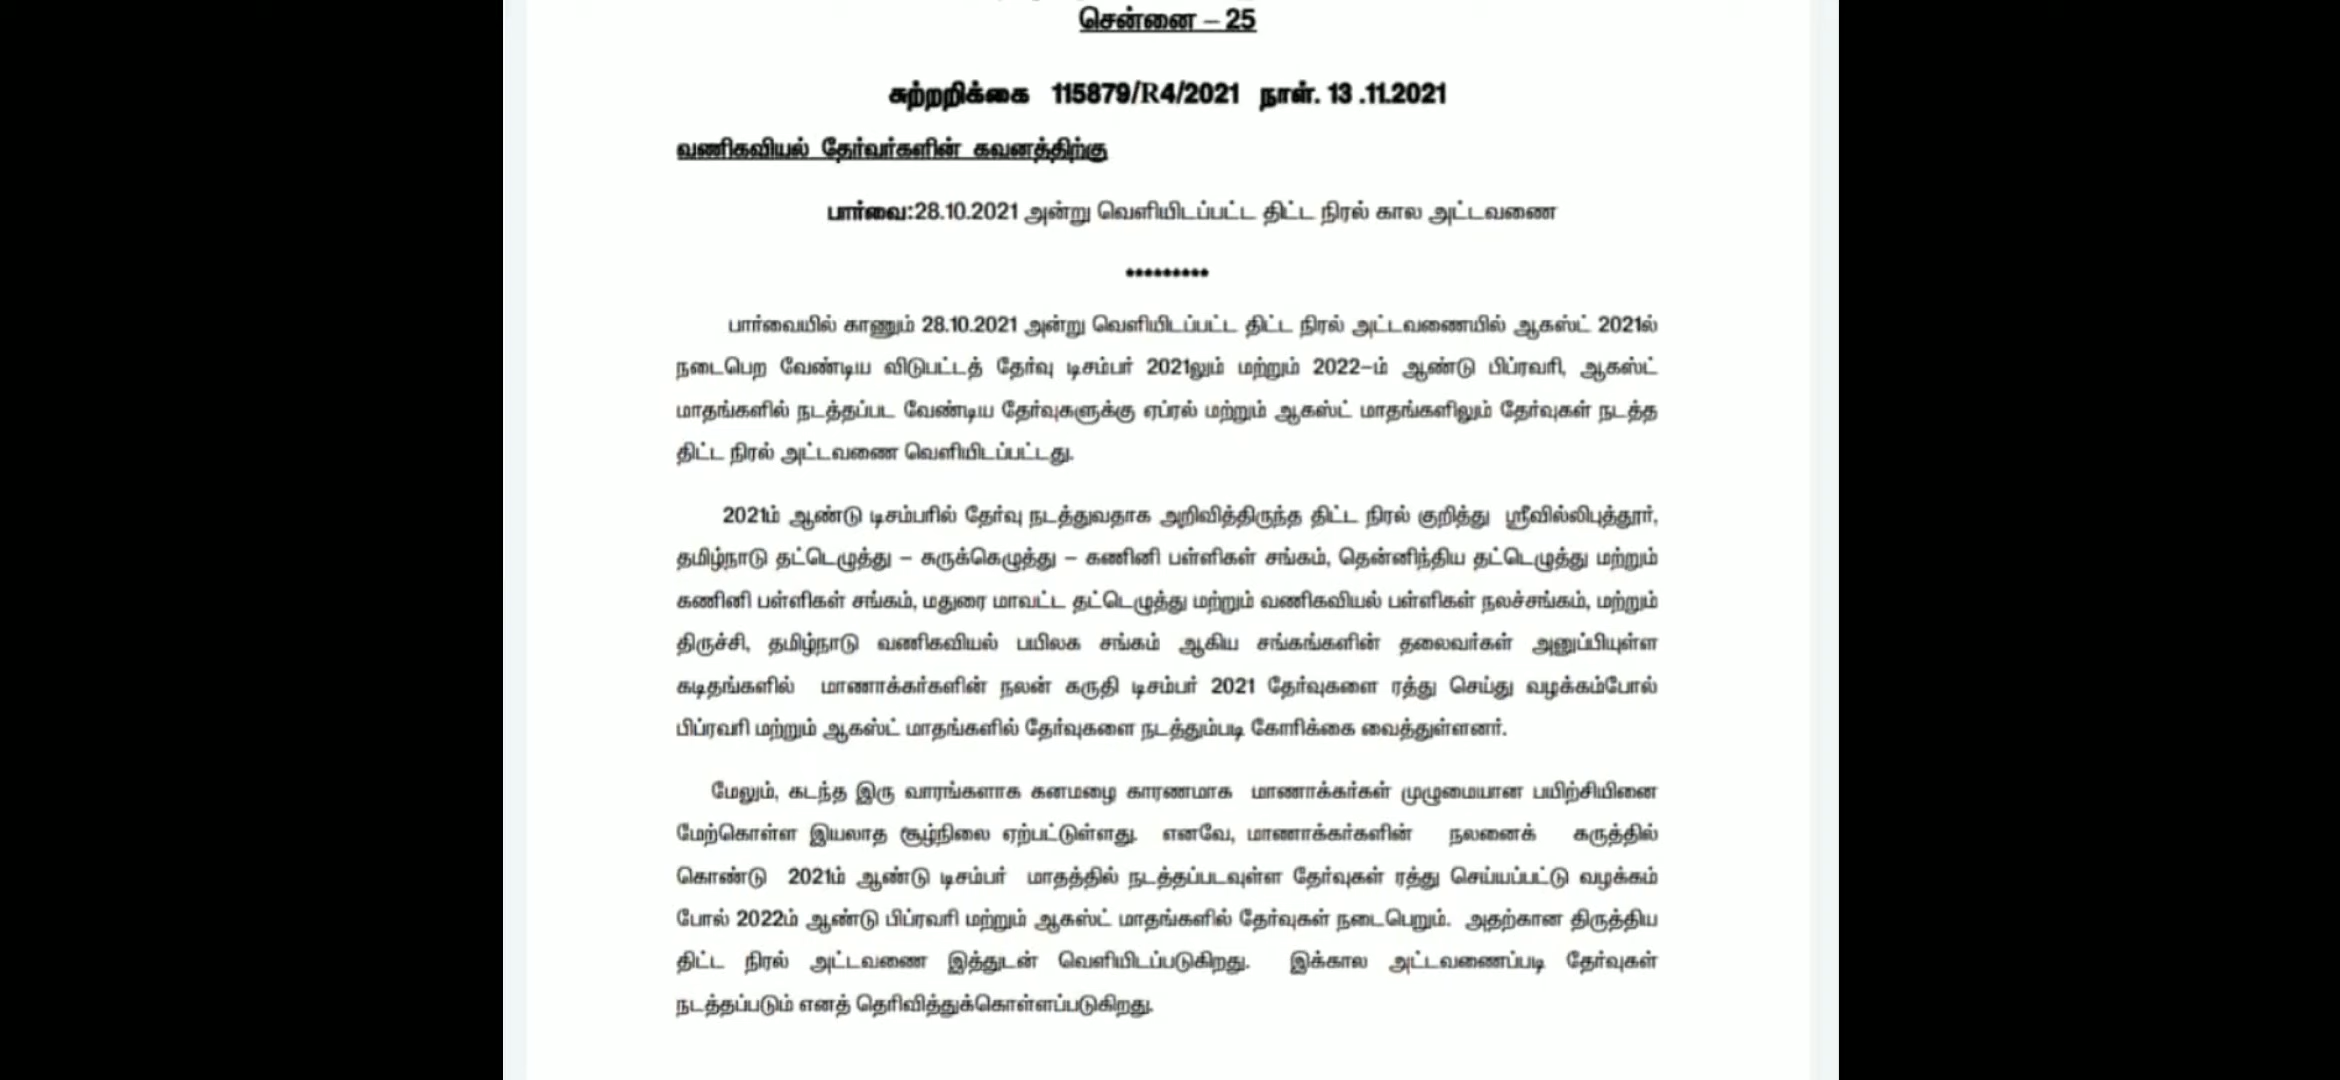 சென்னை – 25
சுற்றறிக்கை 115879/R4/2021 நாள். 13 .11.2021
வணிகவியல் தேர்வர்களின் கவனத்திற்கு
பார்வை:28.10.2021 அன்று வெளியிடப்பட்ட திட்ட நிரல் கால அட்டவணை
*********
பார்வையில் காணும் 28.10.2021 அன்று வெளியிடப்பட்ட திட்ட நிரல் அட்டவணையில் ஆகஸ்ட் 2021ல்
நடைபெற வேண்டிய விடுபட்டத் தேர்வு டிசம்பர் 2021லும் மற்றும் 2022–ம் ஆண்டு பிப்ரவரி, ஆகஸ்ட்
மாதங்களில் நடத்தப்பட வேண்டிய தேர்வுகளுக்கு ஏப்ரல் மற்றும் ஆகஸ்ட் மாதங்களிலும் தேர்வுகள் நடத்த
திட்ட நிரல் அட்டவணை வெளியிடப்பட்டது.
2021ம் ஆண்டு டிசம்பரில் தேர்வு நடத்துவதாக அறிவித்திருந்த திட்ட நிரல் குறித்து ஸ்ரீவில்லிபுத்தூர்,
தமிழ்நாடு தட்டெழுத்து – சுருக்கெழுத்து – கணினி பள்ளிகள் சங்கம், தென்னிந்திய தட்டெழுத்து மற்றும்
கணினி பள்ளிகள் சங்கம், மதுரை மாவட்ட தட்டெழுத்து மற்றும் வணிகவியல் பள்ளிகள் நலச்சங்கம், மற்றும்
திருச்சி, தமிழ்நாடு வணிகவியல் பயிலக சங்கம் ஆகிய சங்கங்களின் தலைவர்கள் அனுப்பியுள்ள
கடிதங்களில் மாணாக்கர்களின் நலன் கருதி டிசம்பர் 2021 தேர்வுகளை ரத்து செய்து வழக்கம்போல்
பிப்ரவரி மற்றும் ஆகஸ்ட் மாதங்களில் தேர்வுகளை நடத்தும்படி கோரிக்கை வைத்துள்ளனர்.
மேலும், கடந்த இரு வாரங்களாக கனமழை காரணமாக மாணாக்கர்கள் முழுமையான பயிற்சியினை
மேற்கொள்ள இயலாத சூழ்நிலை ஏற்பட்டுள்ளது. எனவே, மாணாக்கர்களின் நலனைக் கருத்தில்
கொண்டு 2021ம் ஆண்டு டிசம்பர் மாதத்தில் நடத்தப்படவுள்ள தேர்வுகள் ரத்து செய்யப்பட்டு வழக்கம்
போல் 2022ம் ஆண்டு பிப்ரவரி மற்றும் ஆகஸ்ட் மாதங்களில் தேர்வுகள் நடைபெறும். அதற்கான திருத்திய
திட்ட நிரல் அட்டவணை இத்துடன் வெளியிடப்படுகிறது. இக்கால அட்டவணைப்படி தேர்வுகள்
நடத்தப்படும் எனத் தெரிவித்துக்கொள்ளப்படுகிறது.